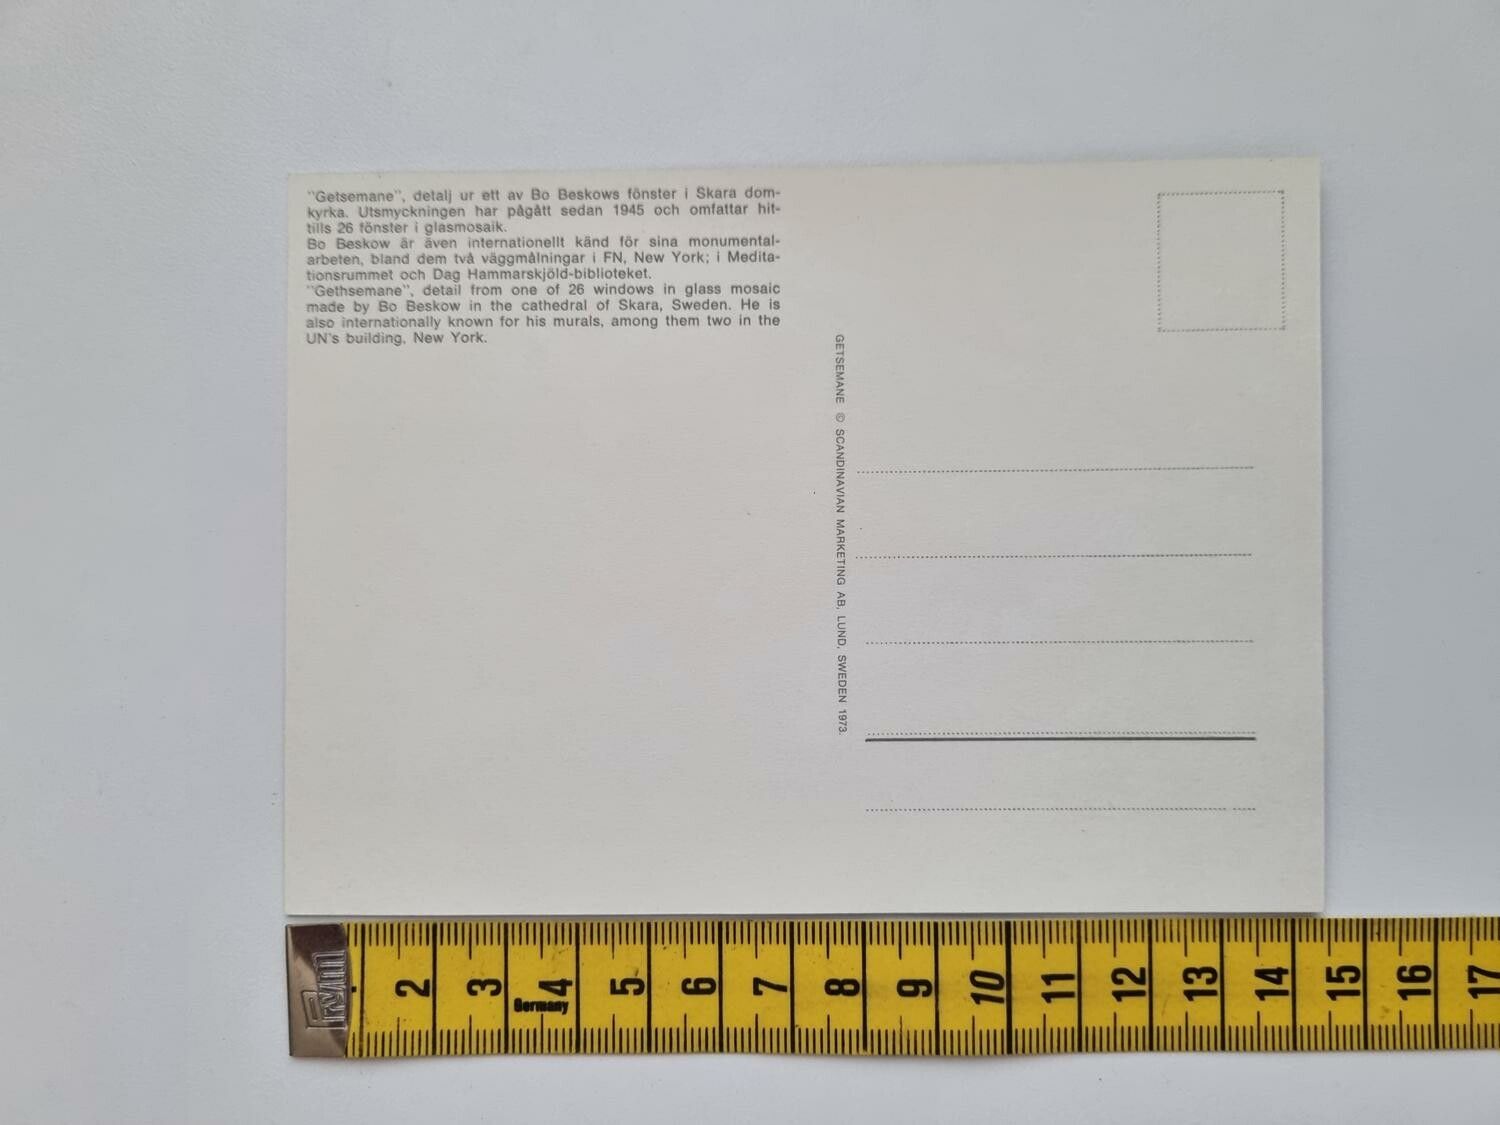 "Getsemane", detalj ur ett av Bo Beskows fönster i Skara dom-
kyrka. Utsmyckningen har pågått sedan 1945 och omfattar hit-
tills 26 fönster i glasmosaik.
Bo Beskow är även internationellt känd för sina monumental-
arbeten, bland dem två väggmålningar i FN, New York; i Medita-
tionsrummet och Dag Hammarskjöld-biblioteket.
"Gethsemane", detail from one of 26 windows in glass mosaic
made by Bo Beskow in the cathedral of Skara, Sweden. He is
also internationally known for his murals, among them two in the
UN's building, New York.
GETSEMANE © SCANDINAVIAN MARKETING AB, LUND, SWEDEN 1973.
Prym
2 3 4 5 6 7 8 9 10 11 12 13 14 15 16 17
Germany